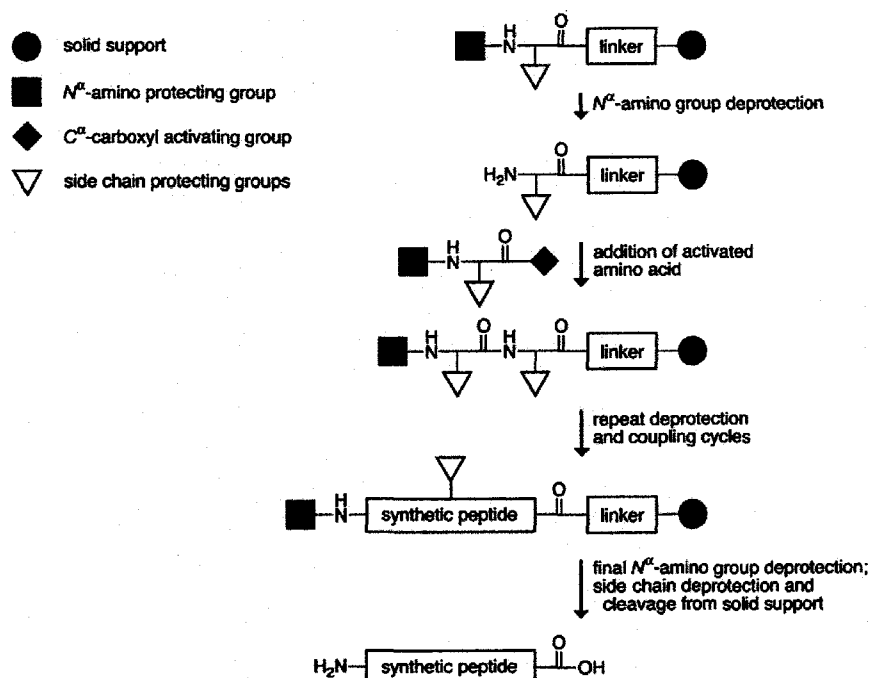 solid support
N^α-amino protecting group
C^α-carboxyl activating group
side chain protecting groups
H
N
O
linker
N^α-amino group deprotection
H₂N
O
linker
H
N
O
addition of activated
amino acid
H
N
O
H
N
O
linker
repeat deprotection
and coupling cycles
H
N
synthetic peptide
O
linker
final N^α-amino group deprotection;
side chain deprotection and
cleavage from solid support
H₂N
synthetic peptide
O
OH